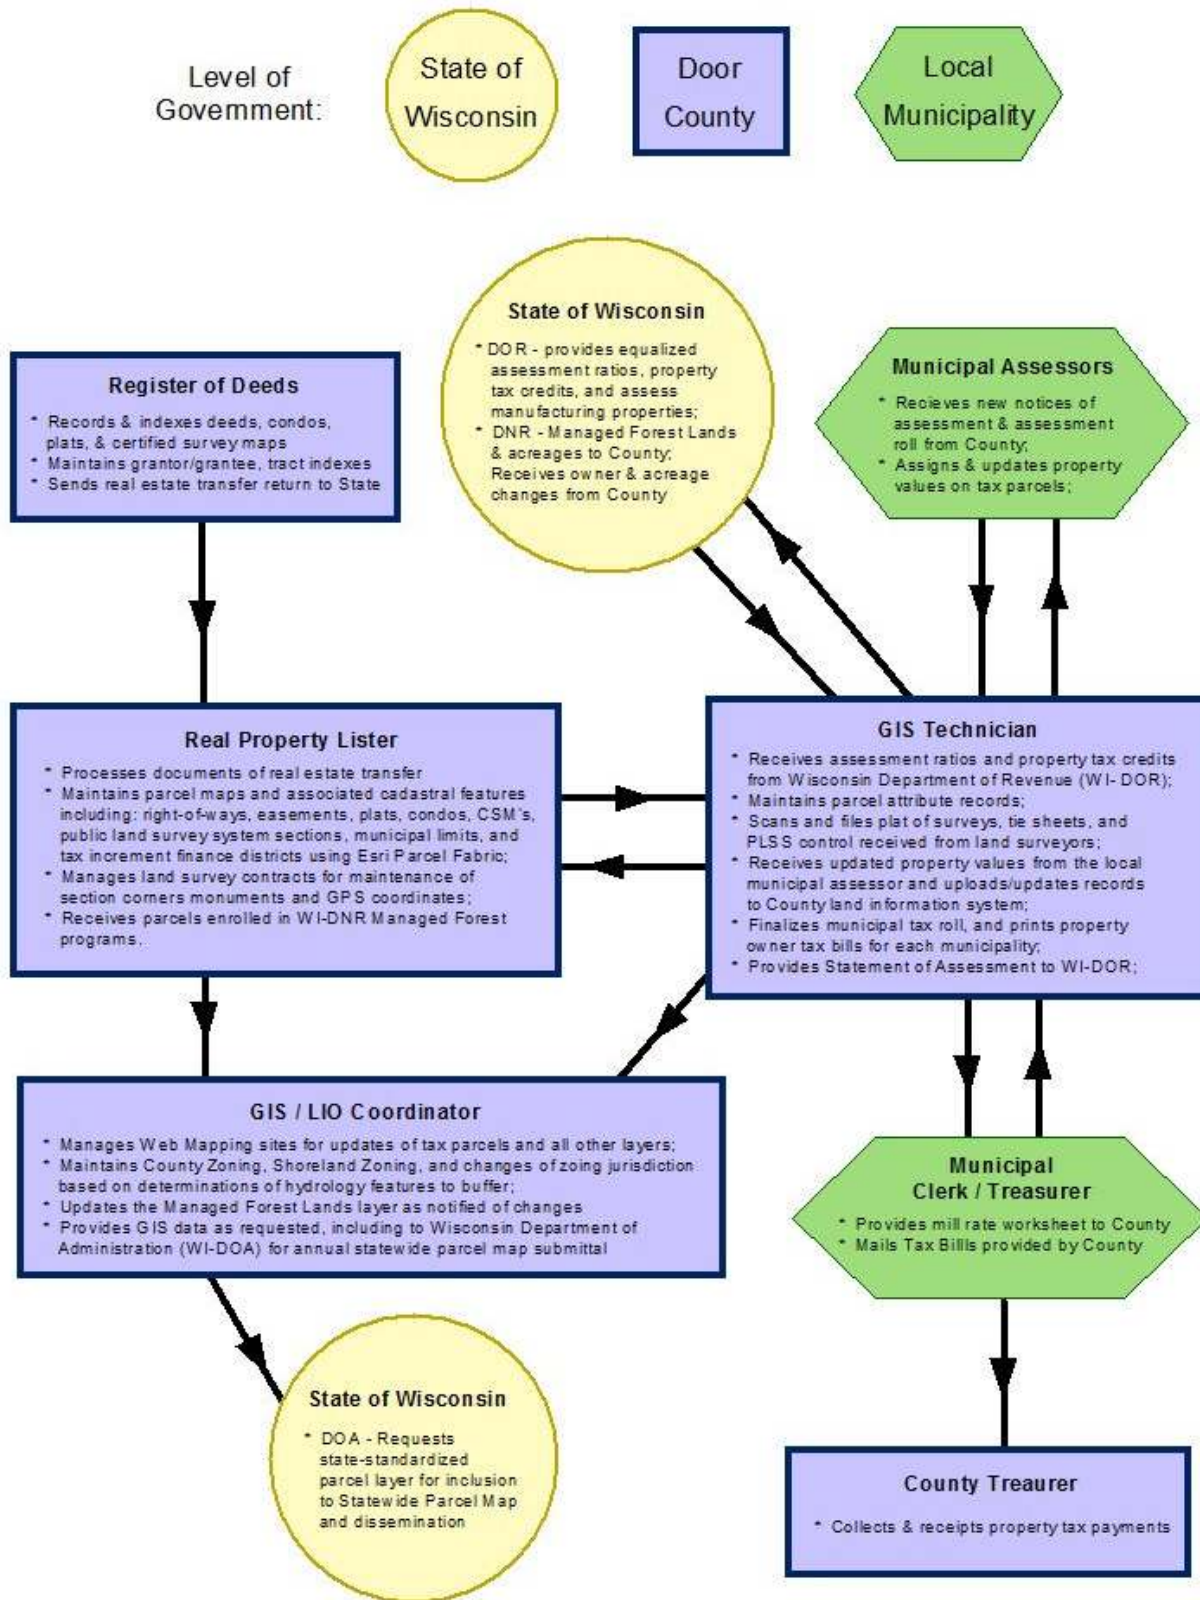 Level of
Government:
State of
Wisconsin
Door
County
Local
Municipality
State of Wisconsin
* DOR - provides equalized
assessment ratios, property
tax credits, and assess
manufacturing properties;
* DNR - Managed Forest Lands
& acreages to County;
Receives owner & acreage
changes from County
Municipal Assessors
* Recieves new notices of
assessment & assessment
roll from County;
* Assigns & updates property
values on tax parcels;
Register of Deeds
* Records & indexes deeds, condos,
plats, & certified survey maps
* Maintains grantor/grantee, tract indexes
* Sends real estate transfer return to State
Real Property Lister
* Processes documents of real estate transfer
* Maintains parcel maps and associated cadastral features
including: right-of-ways, easements, plats, condos, CSM's,
public land survey system sections, municipal limits, and
tax increment finance districts using Esri Parcel Fabric;
* Manages land survey contracts for maintenance of
section corners monuments and GPS coordinates;
* Receives parcels enrolled in WI-DNR Managed Forest
programs.
GIS Technician
* Receives assessment ratios and property tax credits
from Wisconsin Department of Revenue (WI- DOR);
* Maintains parcel attribute records;
* Scans and files plat of surveys, tie sheets, and
PLSS control received from land surveyors;
* Receives updated property values from the local
municipal assessor and uploads/updates records
to County land information system;
* Finalizes municipal tax roll, and prints property
owner tax bills for each municipality;
* Provides Statement of Assessment to WI-DOR;
GIS / LIO Coordinator
* Manages Web Mapping sites for updates of tax parcels and all other layers;
* Maintains County Zoning, Shoreland Zoning, and changes of zoing jurisdiction
based on determinations of hydrology features to buffer;
* Updates the Managed Forest Lands layer as notified of changes
* Provides GIS data as requested, including to Wisconsin Department of
Administration (WI-DOA) for annual statewide parcel map submittal
Municipal
Clerk / Treasurer
* Provides mill rate worksheet to County
* Mails Tax Billls provided by County
State of Wisconsin
* DOA - Requests
state-standardized
parcel layer for inclusion
to Statewide Parcel Map
and dissemination
County Treaurer
* Collects & receipts property tax payments